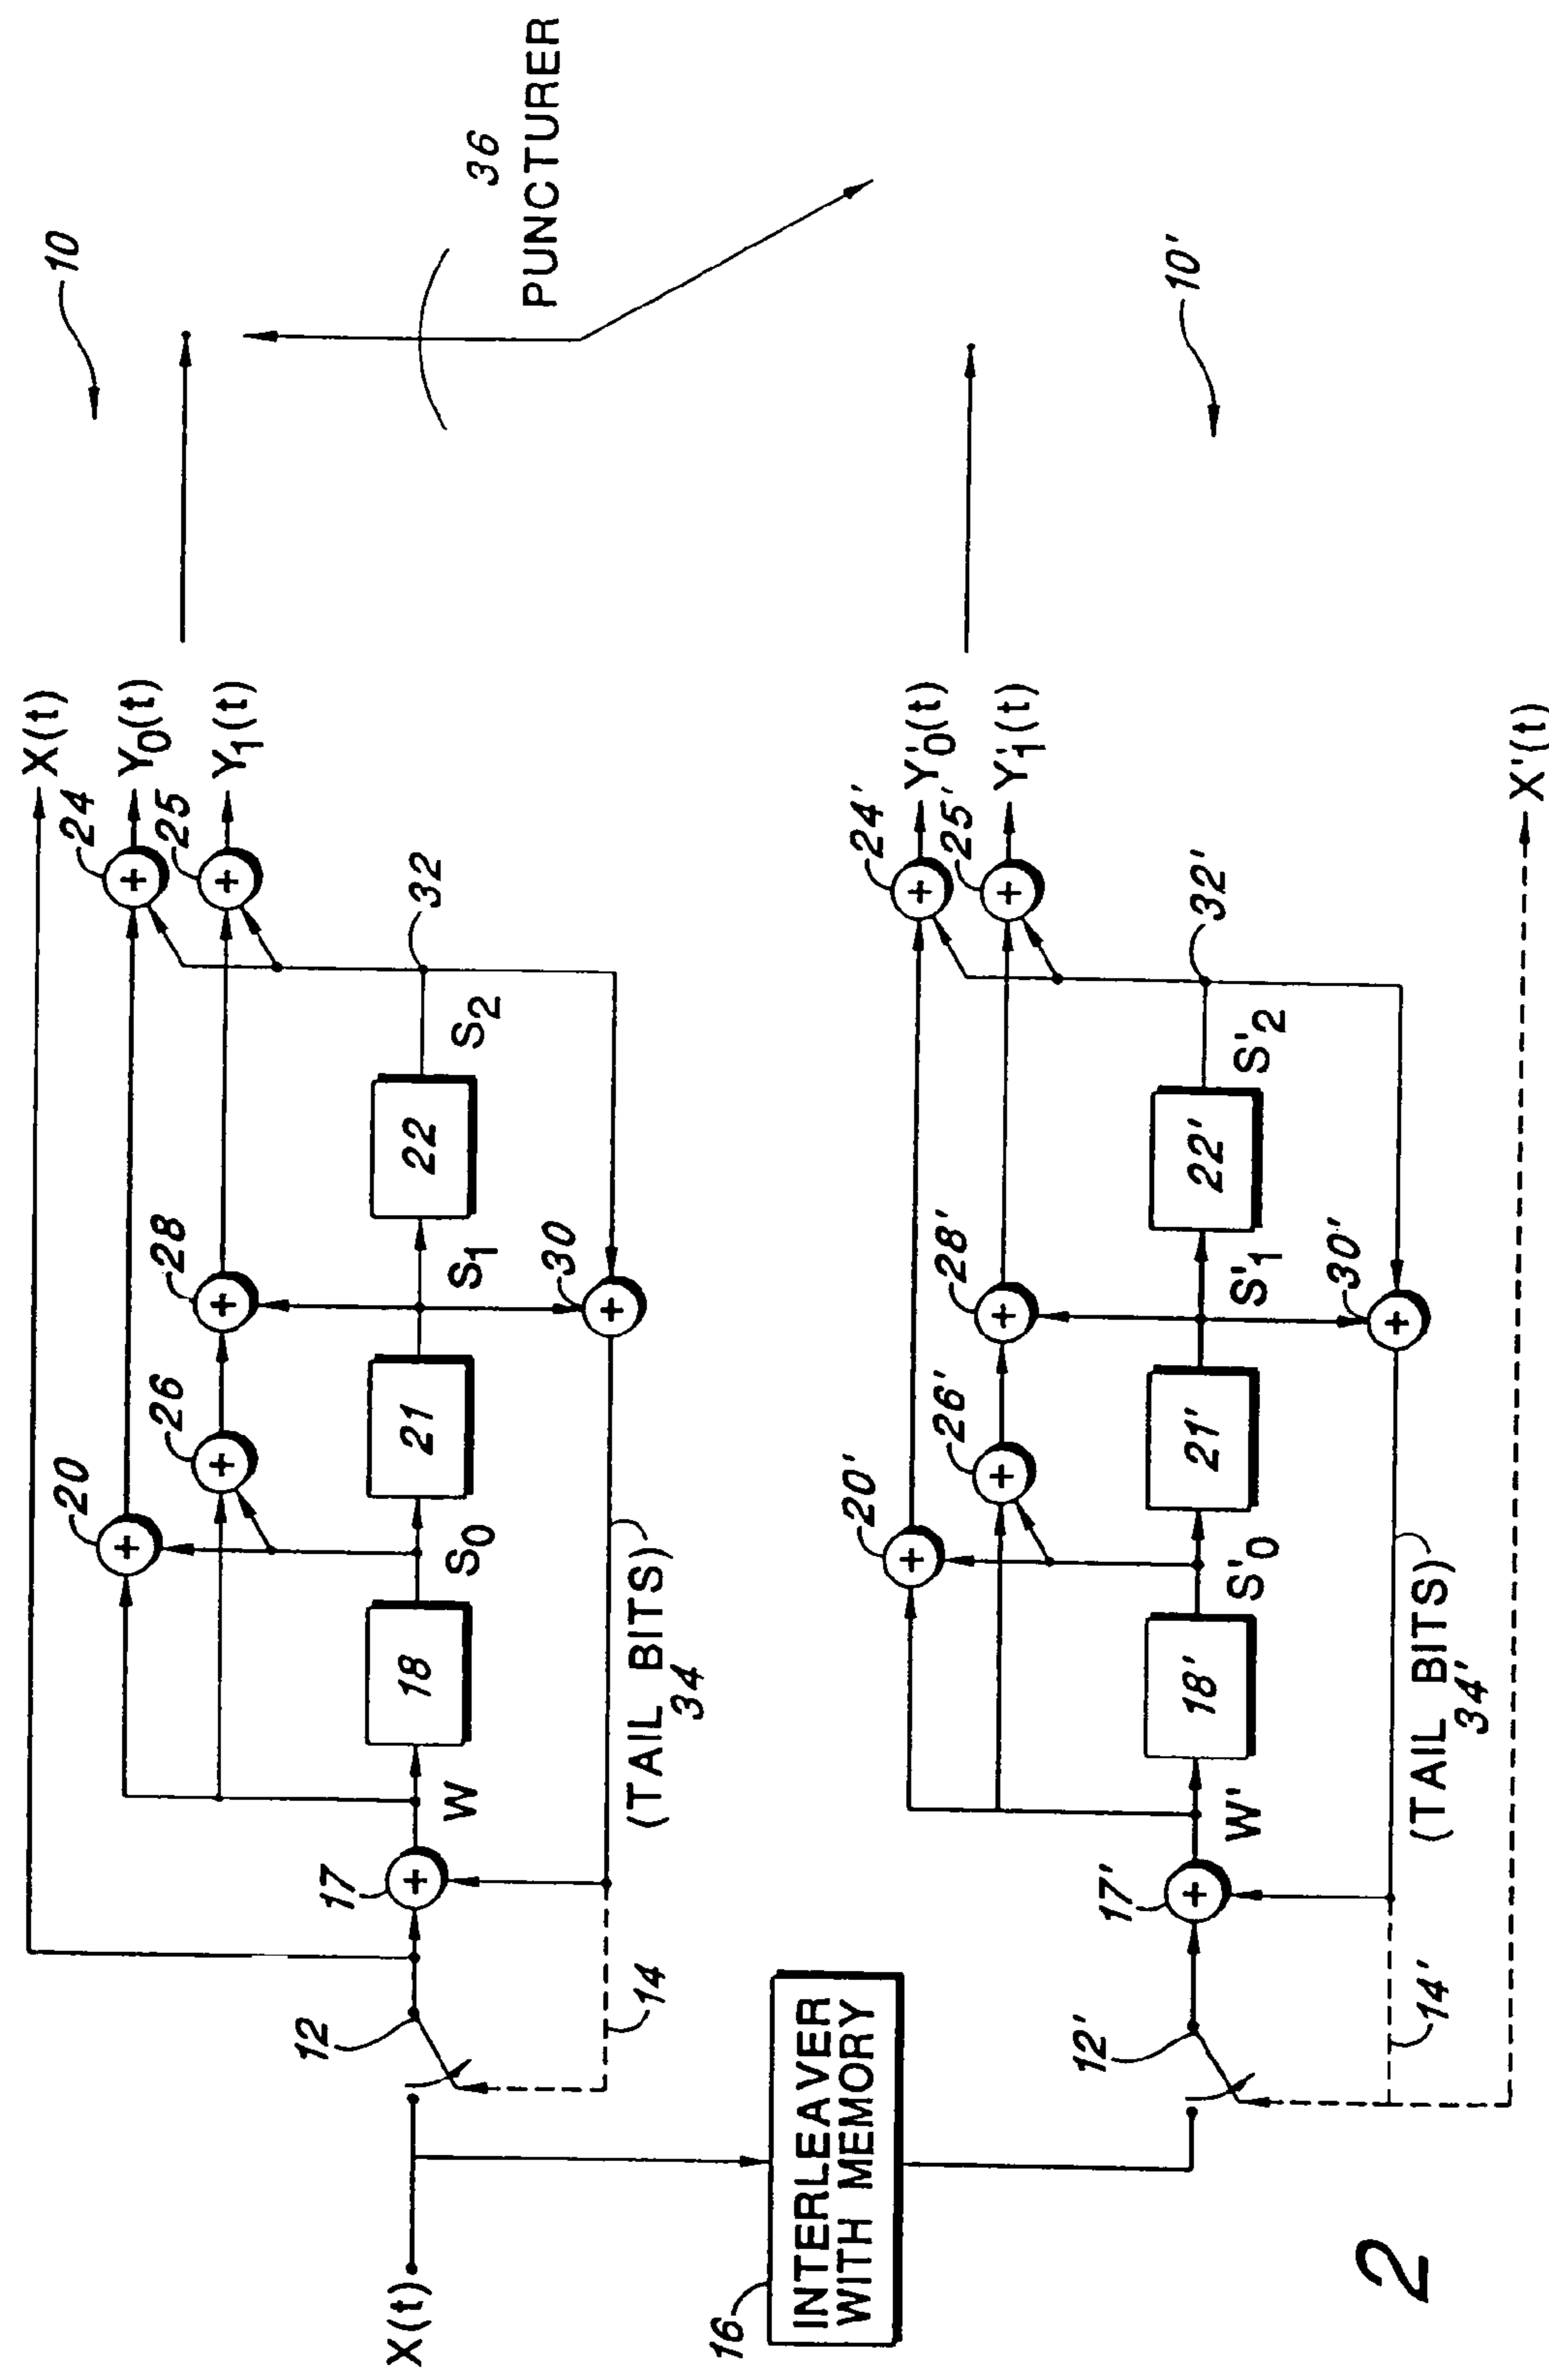 10
36
PUNCTURER
10'
X(t)
24
Y0(t)
25
Y1(t)
20
26
28
32
X(t)
12
17
W
18
S0
21
S1
22
S2
30
14
(TAIL BITS)
34
16
INTERLEAVER
WITH MEMORY
24'
Y'0(t)
25'
Y'1(t)
20'
26'
28'
32'
12'
17'
W'
18'
S'0
21'
S'1
22'
S'2
30'
14'
(TAIL BITS)
34'
X'(t)
2